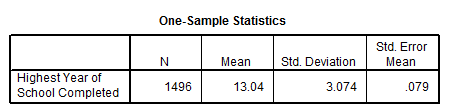 One-Sample Statistics
N Mean Std. Deviation Std. Error Mean
Highest Year of School Completed 1496 13.04 3.074 .079